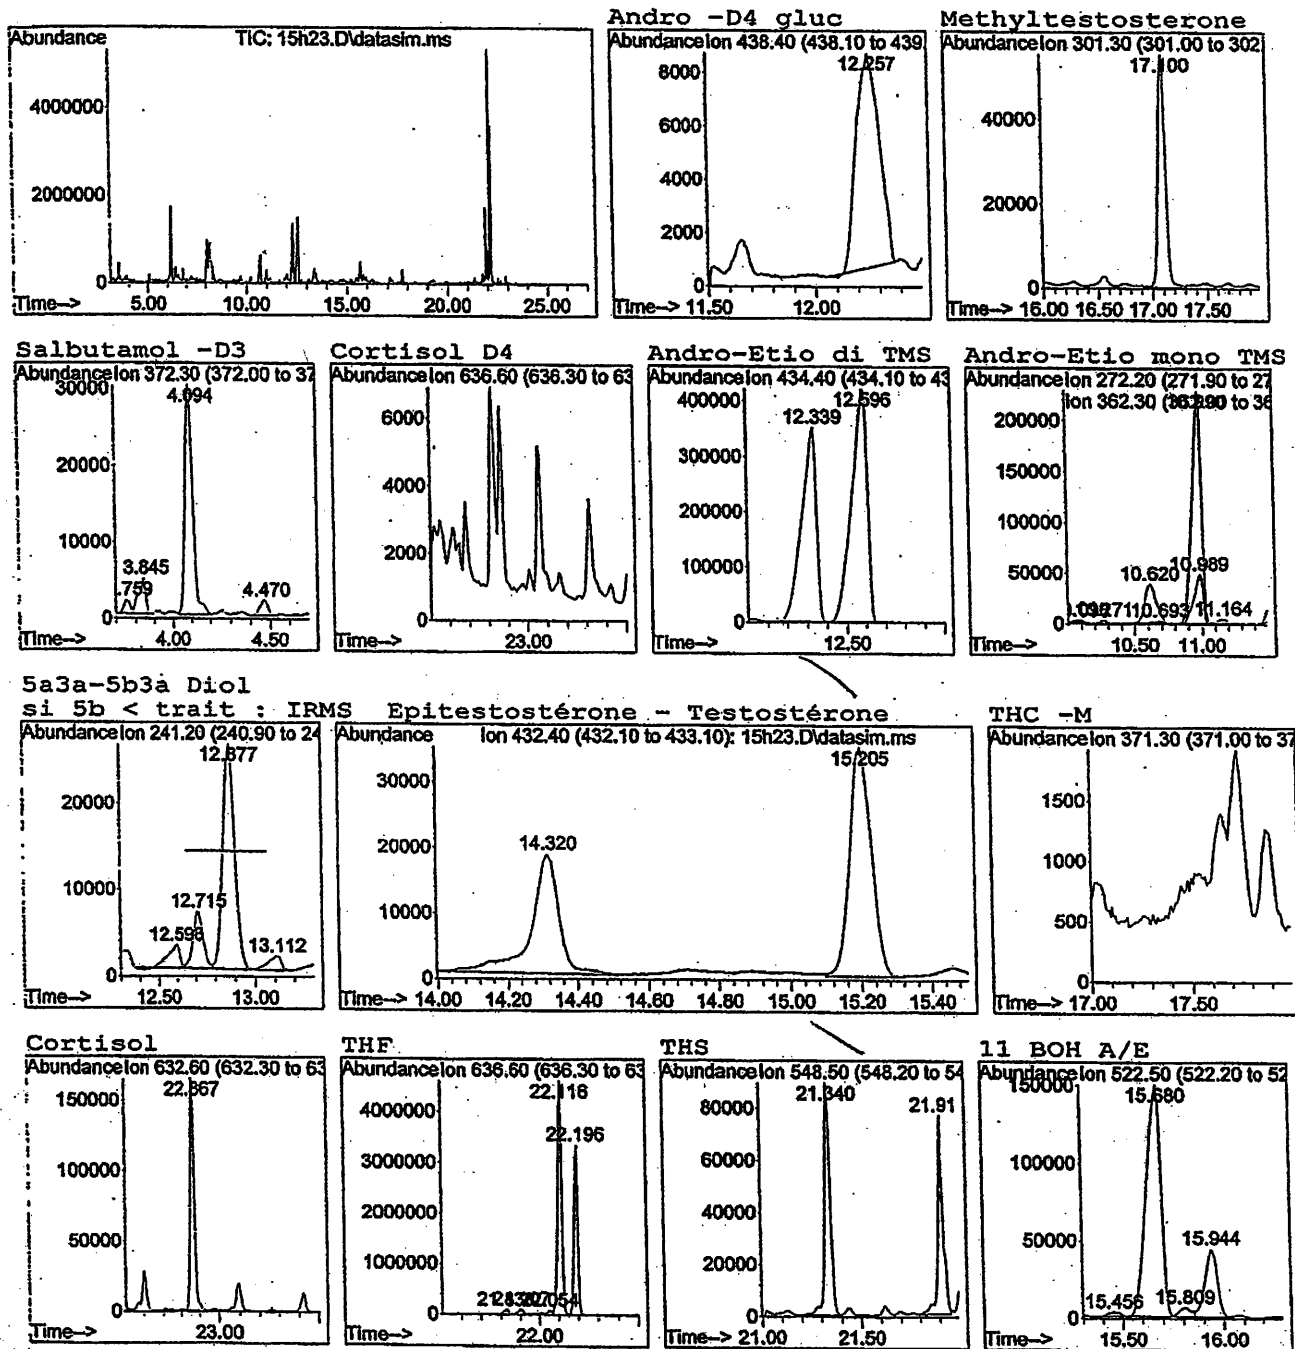 Andro -D4 gluc
Methyltestosterone
Abundance
TIC: 15h23.D\datasim.ms
4000000
2000000
0
Time-->
5.00 10.00 15.00 20.00 25.00
Abundance Ion 438.40 (438.10 to 439
12.257
8000
6000
4000
2000
0
11.50 12.00
Time-->
Abundance Ion 301.30 (301.00 to 302
17.100
40000
20000
0
Time--> 16.00 16.50 17.00 17.50
Salbutamol -D3
Cortisol D4
Andro-Etio di TMS
Andro-Etio mono TMS
Abundance Ion 372.30 (372.00 to 37
30000
4.094
20000
10000
3.845
.759
4.470
0
4.00 4.50
Time-->
Abundance Ion 636.60 (636.30 to 63
6000
4000
2000
0
Time--> 23.00
Abundance Ion 434.40 (434.10 to 43
400000
12.596
12.339
300000
200000
100000
0
Time--> 12.50
Abundance Ion 272.20 (271.90 to 27
Ion 362.30 (
to 36
200000
150000
100000
50000
10.989
10.620
10.693
11.164
0
10.50 11.00
Time-->
5a3a-5b3a Diol
si 5b < trait : IRMS
Epitestostérone - Testostérone
THC -M
Abundance Ion 241.20 (240.90 to 24
12.877
20000
10000
12.715
12.598
13.112
0
12.50 13.00
Time-->
Abundance
Ion 432.40 (432.10 to 433.10): 15h23.D\datasim.ms
15.205
30000
20000
14.320
10000
0
Time--> 14.00 14.20 14.40 14.60 14.80 15.00 15.20 15.40
Abundance Ion 371.30 (371.00 to 37
1500
1000
500
0
17.00 17.50
Time-->
Cortisol
THF
THS
11 BOH A/E
Abundance Ion 632.60 (632.30 to 63
22.867
150000
100000
50000
0
Time--> 23.00
Abundance Ion 636.60 (636.30 to 63
22.118
4000000
22.196
3000000
2000000
1000000
0
Time--> 22.00
Abundance Ion 548.50 (548.20 to 54
21.340
21.91
80000
60000
40000
20000
0
21.00 21.50
Time-->
Abundance Ion 522.50 (522.20 to 52
150000
15.680
100000
50000
15.944
15.456
15.809
0
15.50 16.00
Time-->